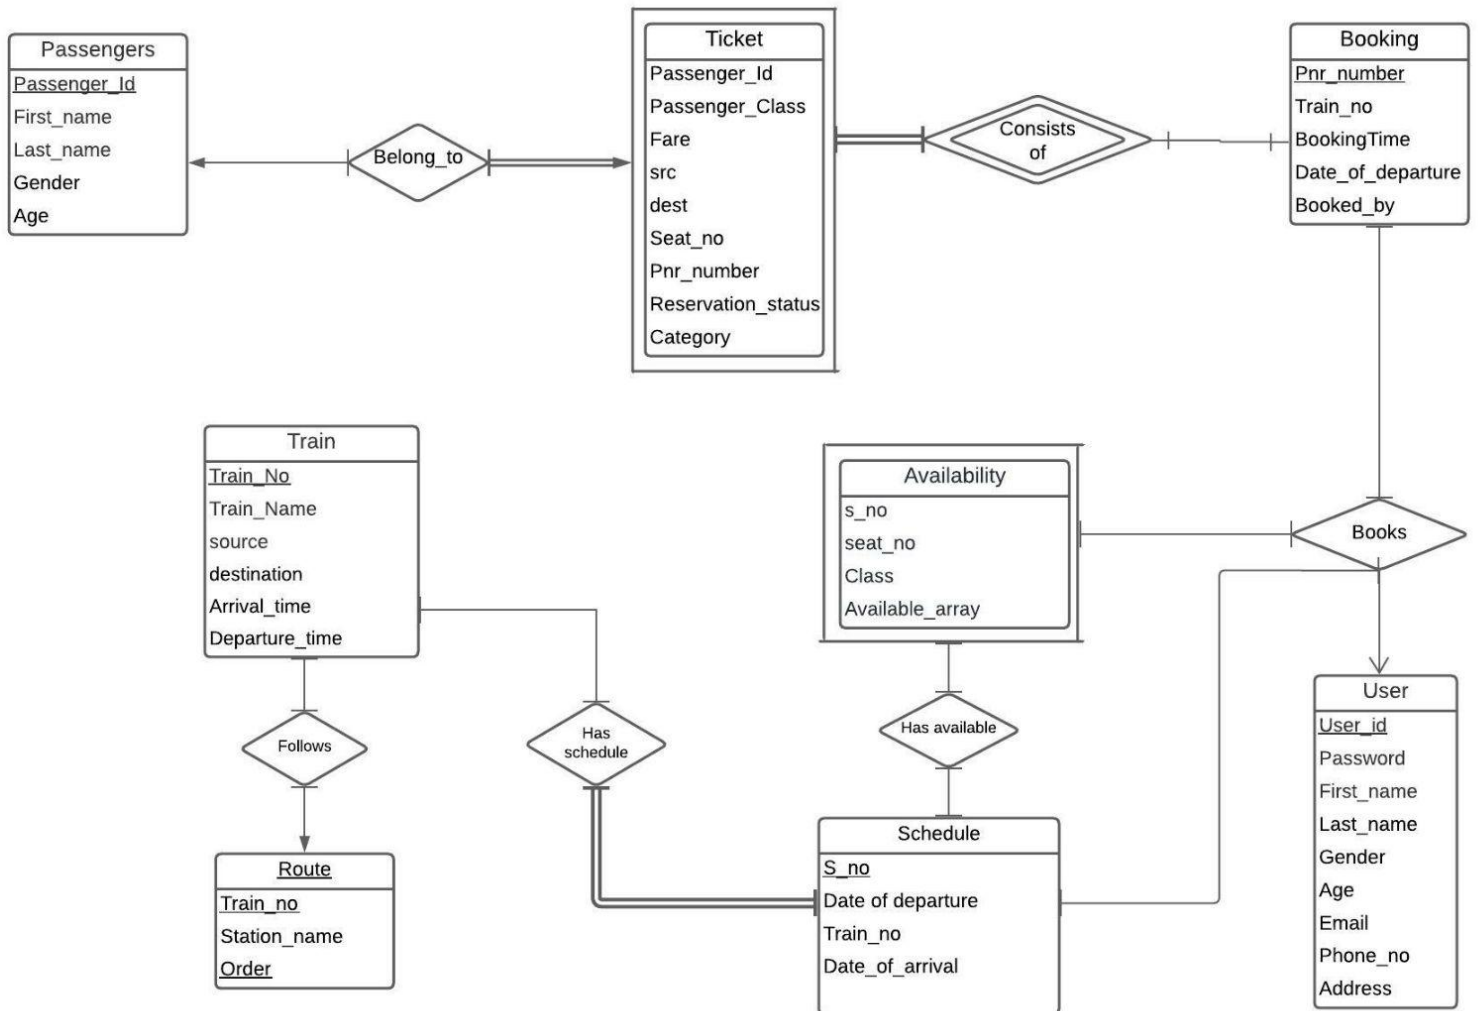 Passengers
Passenger_Id
First_name
Last_name
Gender
Age
Belong_to
Ticket
Passenger_Id
Passenger_Class
Fare
src
dest
Seat_no
Pnr_number
Reservation_status
Category
Consists
of
Booking
Pnr_number
Train_no
BookingTime
Date_of_departure
Booked_by
Train
Train_No
Train_Name
source
destination
Arrival_time
Departure_time
Availability
s_no
seat_no
Class
Available_array
Books
Follows
Has
schedule
Has available
Route
Train_no
Station_name
Order
Schedule
S_no
Date of departure
Train_no
Date_of_arrival
User
User_id
Password
First_name
Last_name
Gender
Age
Email
Phone_no
Address